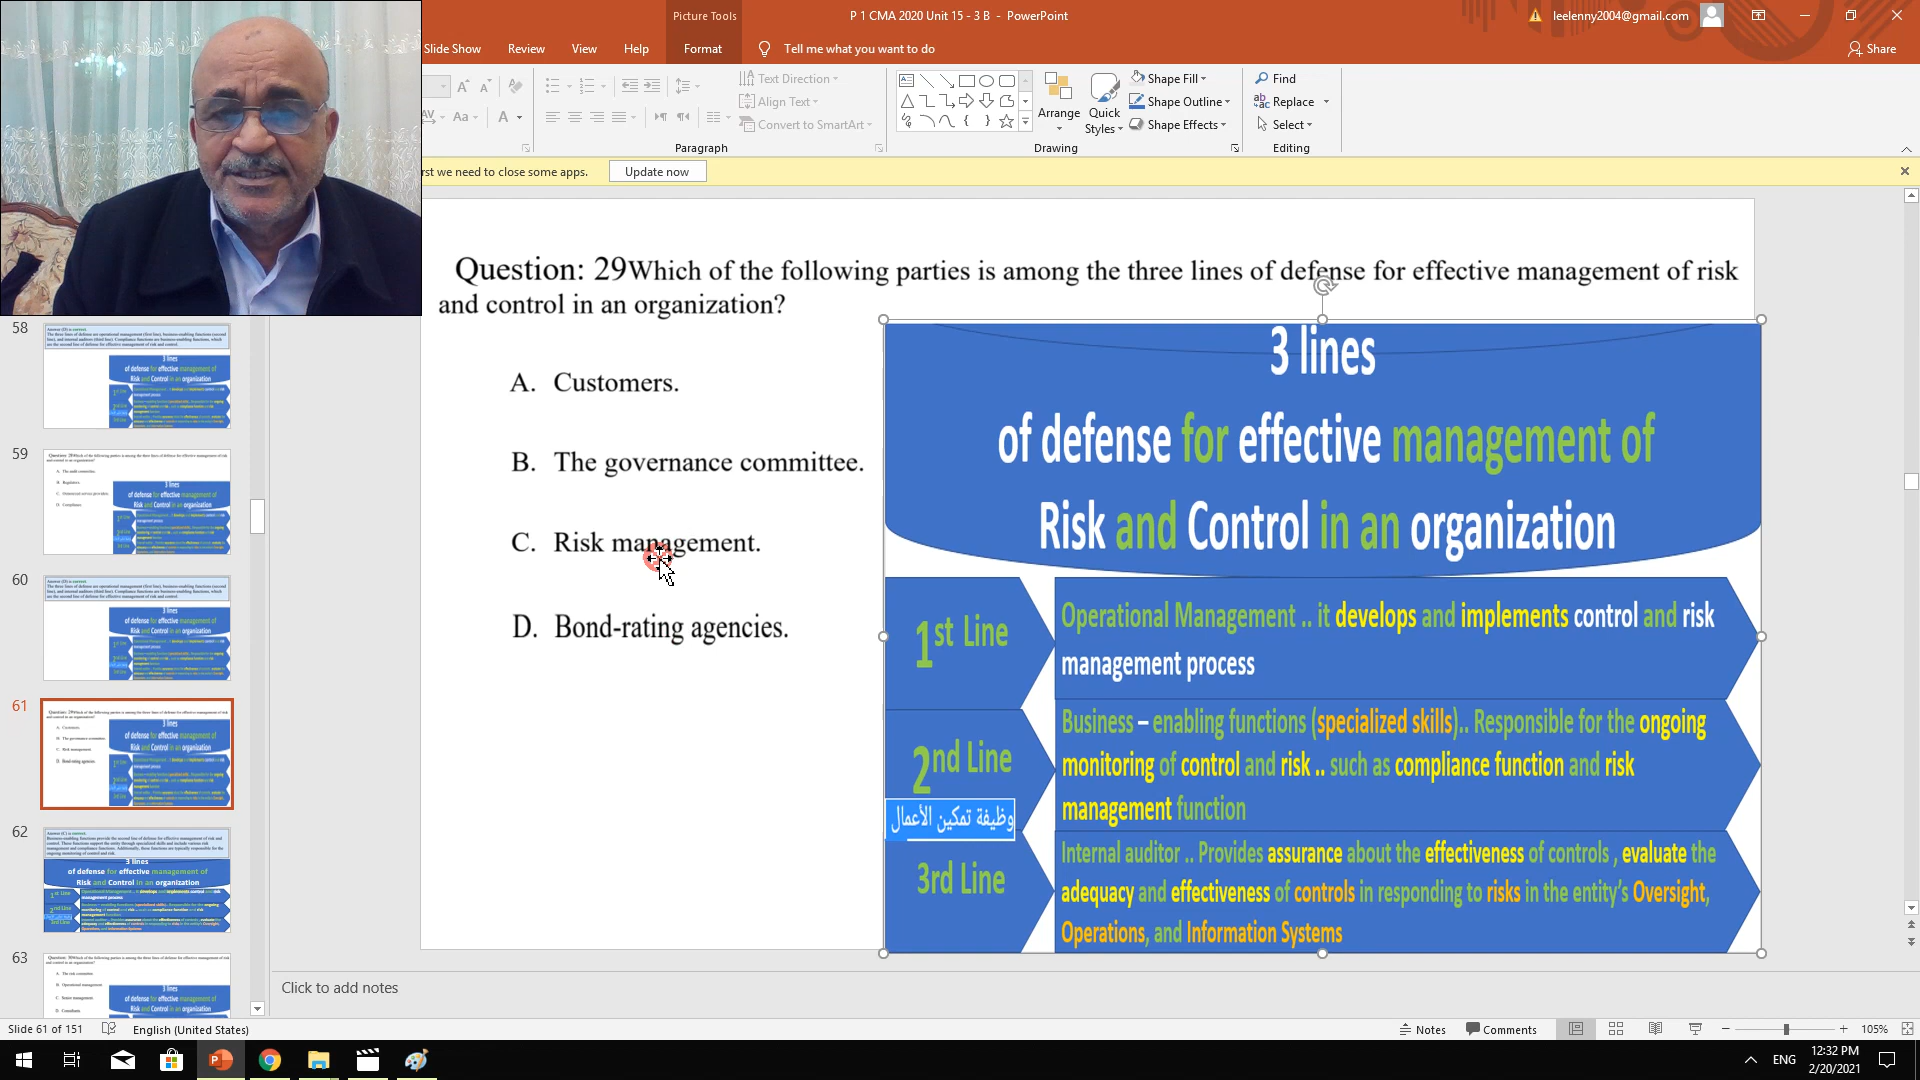 Picture Tools
P 1 CMA 2020 Unit 15 - 3 B - PowerPoint
leelenny2004@gmail.com
Slide Show Review View Help Format Tell me what you want to do
Share
Text Direction
Align Text
Convert to SmartArt
Paragraph
Arrange
Quick
Styles
Shape Fill
Shape Outline
Shape Effects
Drawing
Find
Replace
Select
Editing
rst we need to close some apps. Update now
Question: 29Which of the following parties is among the three lines of defense for effective management of risk
and control in an organization?
A. Customers.
B. The governance committee.
C. Risk management.
D. Bond-rating agencies.
3 lines
of defense for effective management of
Risk and Control in an organization
1st Line
Operational Management .. it develops and implements control and risk
management process
2nd Line
وظيفة تمكين الأعمال
Business – enabling functions (specialized skills).. Responsible for the ongoing
monitoring of control and risk .. such as compliance function and risk
management function
3rd Line
Internal auditor .. Provides assurance about the effectiveness of controls , evaluate the
adequacy and effectiveness of controls in responding to risks in the entity's Oversight,
Operations, and Information Systems
58
59
60
61
62
63
Click to add notes
Slide 61 of 151 English (United States)
Notes Comments 105%
ENG
12:32 PM
2/20/2021